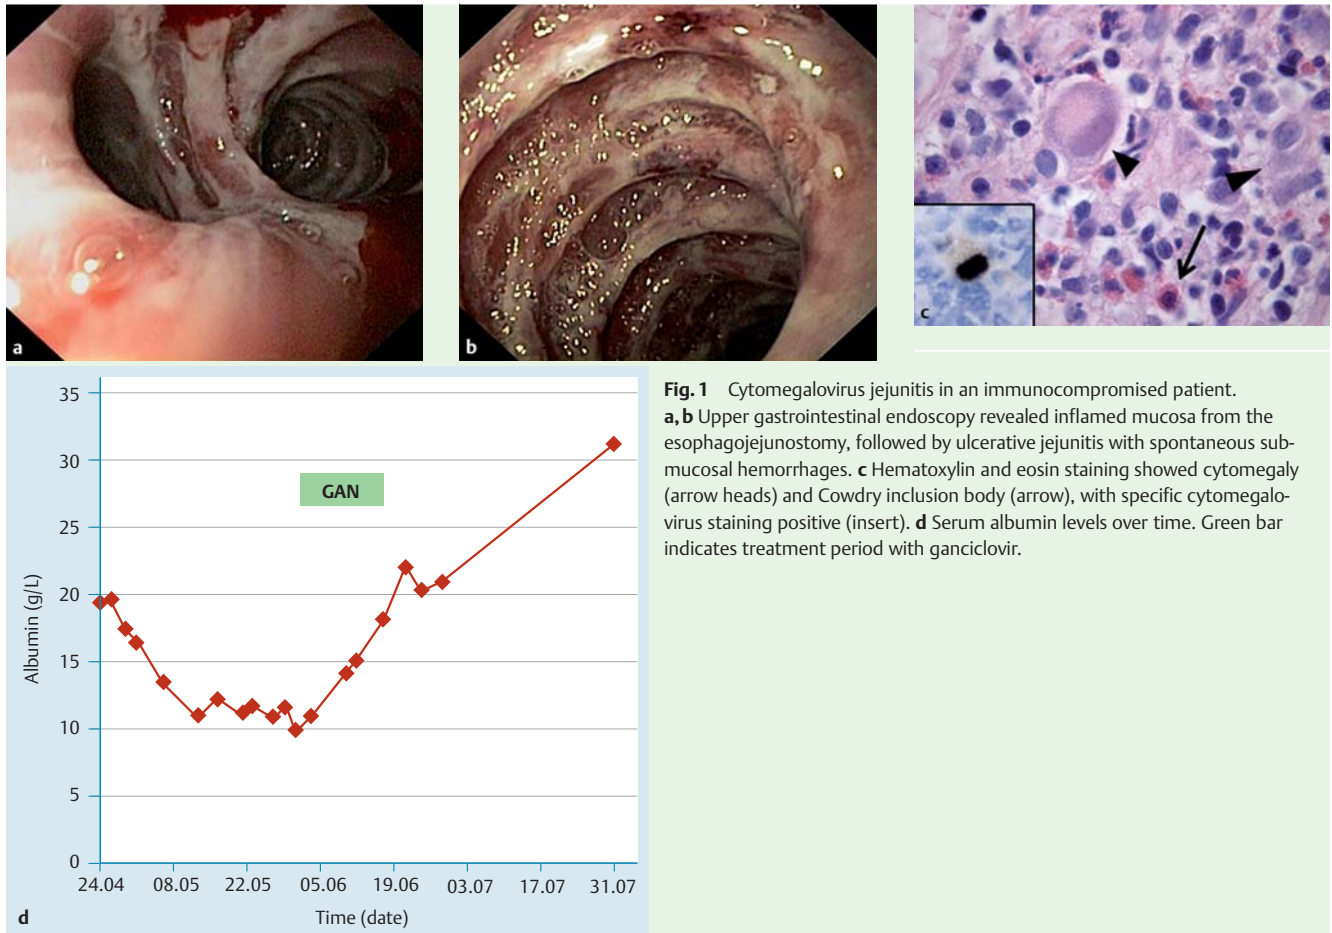 a
b
c
35
30
25
20
15
10
5
0
GAN
Albumin (g/L)
24.04 08.05 22.05 05.06 19.06 03.07 17.07 31.07
Time (date)
d
Fig. 1 Cytomegalovirus jejunitis in an immunocompromised patient.
a, b Upper gastrointestinal endoscopy revealed inflamed mucosa from the
esophagojejunostomy, followed by ulcerative jejunitis with spontaneous sub-
mucosal hemorrhages. c Hematoxylin and eosin staining showed cytomegaly
(arrow heads) and Cowdry inclusion body (arrow), with specific cytomegalo-
virus staining positive (insert). d Serum albumin levels over time. Green bar
indicates treatment period with ganciclovir.